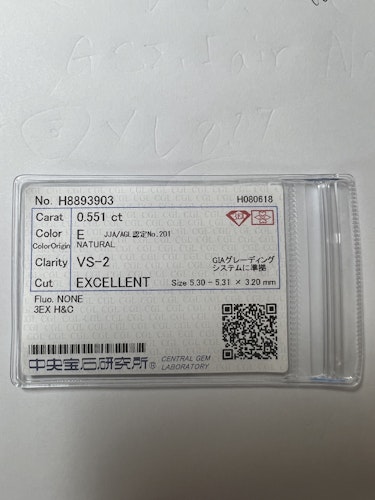 No. H8893903 H080618
Carat 0.551 ct
Color E JJA/AGL認定No.201
ColorOrigin NATURAL
Clarity VS-2 GIAグレーディング
システムに準拠
Cut EXCELLENT Size 5.30 - 5.31 × 3.20 mm
Fluo. NONE
3EX H&C
中央宝石研究所® CENTRAL GEM
LABORATORY